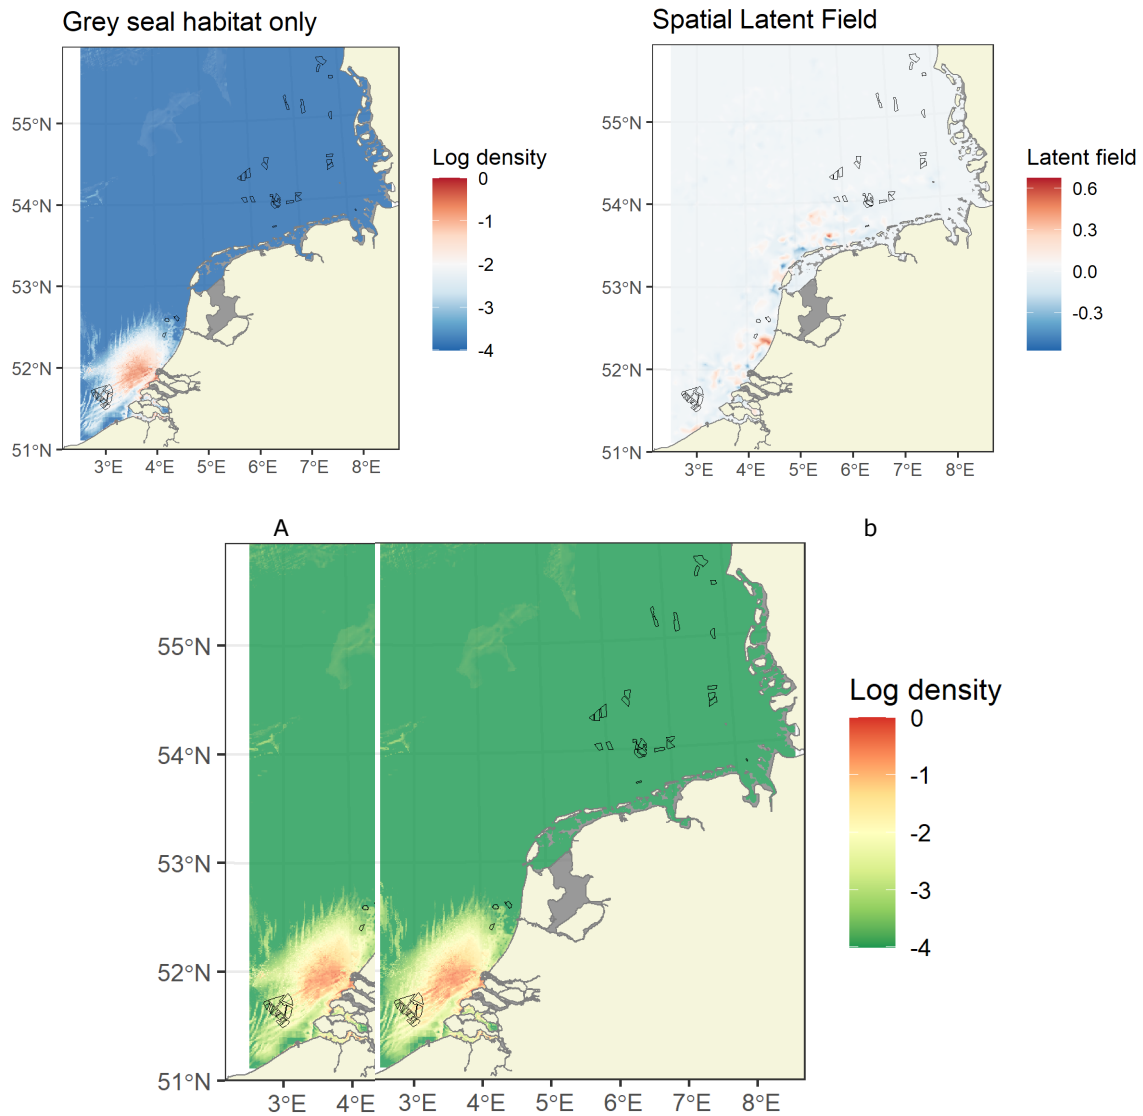 Grey seal habitat only
Spatial Latent Field
55°N
54°N
53°N
52°N
51°N
3°E 4°E 5°E 6°E 7°E 8°E
Log density
0
-1
-2
-3
-4
55°N
54°N
53°N
52°N
51°N
3°E 4°E 5°E 6°E 7°E 8°E
Latent field
0.6
0.3
0.0
-0.3
A
b
55°N
54°N
53°N
52°N
51°N
3°E 4°E 3°E 4°E 5°E 6°E 7°E 8°E
Log density
0
-1
-2
-3
-4